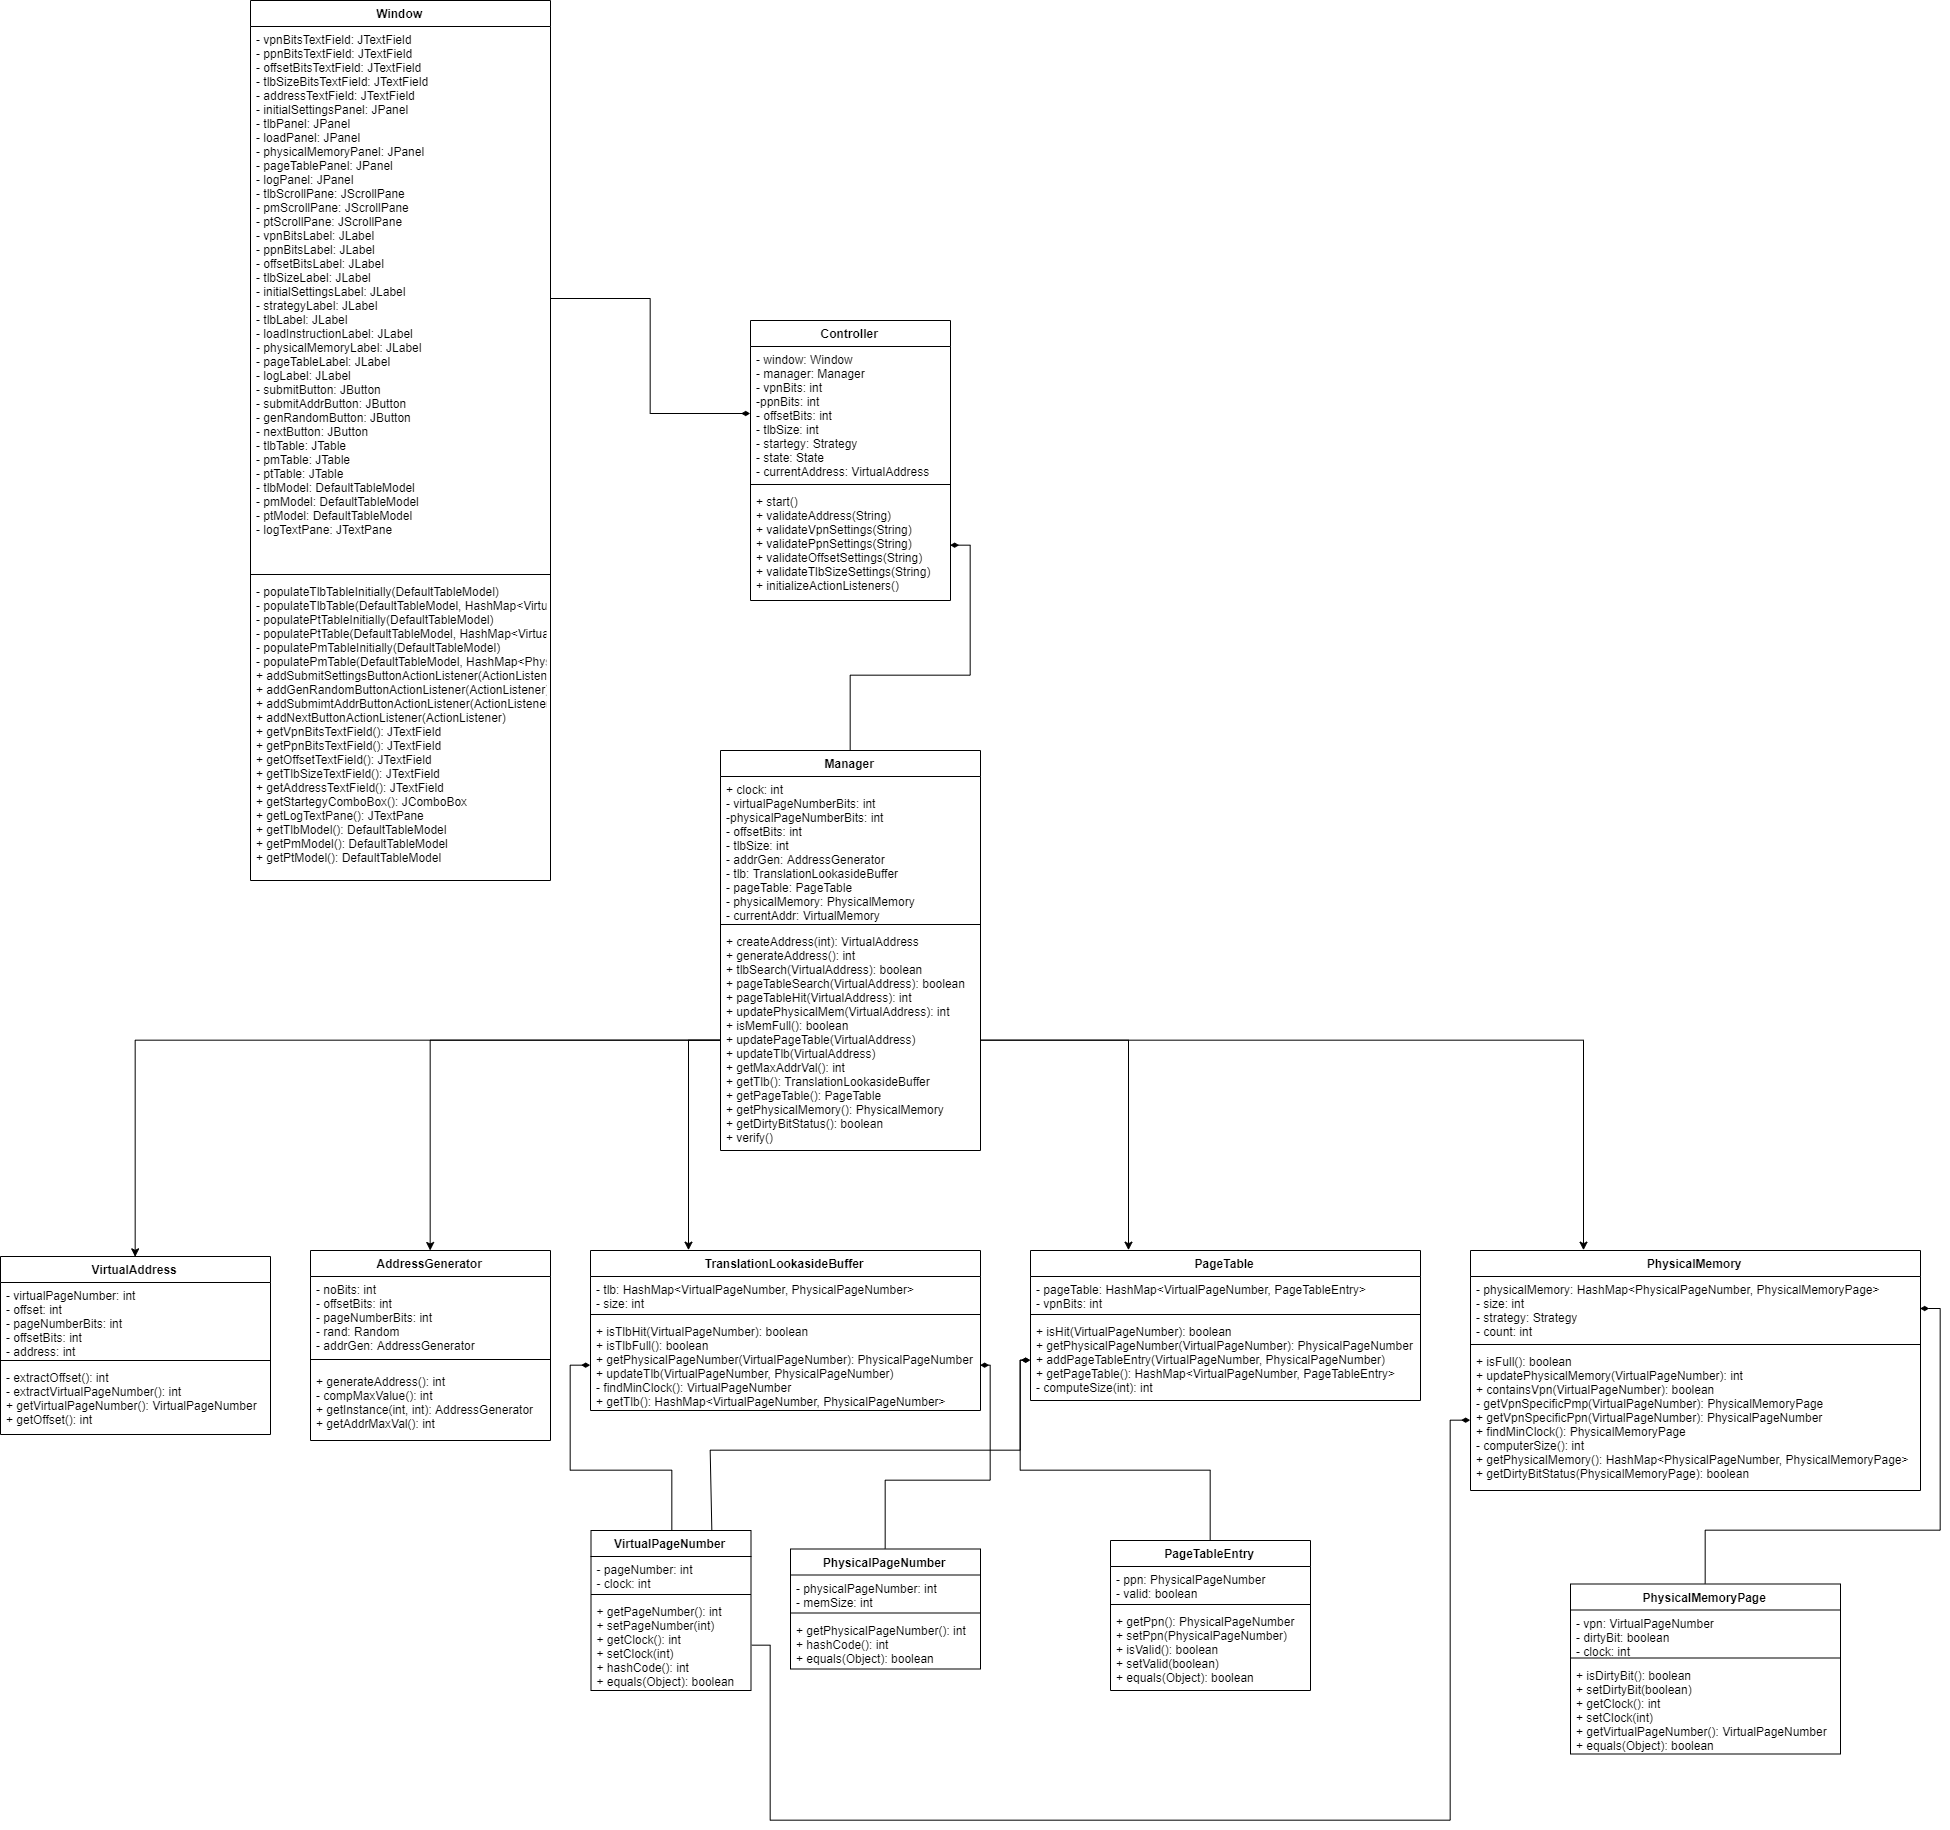 Window
- vpnBitsTextField: JTextField
- ppnBitsTextField: JTextField
- offsetBitsTextField: JTextField
- tlbSizeBitsTextField: JTextField
- addressTextField: JTextField
- initialSettingsPanel: JPanel
- tlbPanel: JPanel
- loadPanel: JPanel
- physicalMemoryPanel: JPanel
- pageTablePanel: JPanel
- logPanel: JPanel
- tlbScrollPane: JScrollPane
- pmScrollPane: JScrollPane
- ptScrollPane: JScrollPane
- vpnBitsLabel: JLabel
- ppnBitsLabel: JLabel
- offsetBitsLabel: JLabel
- tlbSizeLabel: JLabel
- initialSettingsLabel: JLabel
- strategyLabel: JLabel
- tlbLabel: JLabel
- loadInstructionLabel: JLabel
- physicalMemoryLabel: JLabel
- pageTableLabel: JLabel
- logLabel: JLabel
- submitButton: JButton
- submitAddrButton: JButton
- genRandomButton: JButton
- nextButton: JButton
- tlbTable: JTable
- pmTable: JTable
- ptTable: JTable
- tlbModel: DefaultTableModel
- pmModel: DefaultTableModel
- ptModel: DefaultTableModel
- logTextPane: JTextPane
- populateTlbTableInitially(DefaultTableModel)
- populateTlbTable(DefaultTableModel, HashMap<Virtu
- populatePtTableInitially(DefaultTableModel)
- populatePtTable(DefaultTableModel, HashMap<Virtua
- populatePmTableInitially(DefaultTableModel)
- populatePmTable(DefaultTableModel, HashMap<Phys
+ addSubmitSettingsButtonActionListener(ActionListen
+ addGenRandomButtonActionListener(ActionListener
+ addSubmimtAddrButtonActionListener(ActionListene
+ addNextButtonActionListener(ActionListener)
+ getVpnBitsTextField(): JTextField
+ getPpnBitsTextField(): JTextField
+ getOffsetTextField(): JTextField
+ getTlbSizeTextField(): JTextField
+ getAddressTextField(): JTextField
+ getStartegyComboBox(): JComboBox
+ getLogTextPane(): JTextPane
+ getTlbModel(): DefaultTableModel
+ getPmModel(): DefaultTableModel
+ getPtModel(): DefaultTableModel
Controller
- window: Window
- manager: Manager
- vpnBits: int
-ppnBits: int
- offsetBits: int
- tlbSize: int
- startegy: Strategy
- state: State
- currentAddress: VirtualAddress
+ start()
+ validateAddress(String)
+ validateVpnSettings(String)
+ validatePpnSettings(String)
+ validateOffsetSettings(String)
+ validateTlbSizeSettings(String)
+ initializeActionListeners()
Manager
+ clock: int
- virtualPageNumberBits: int
-physicalPageNumberBits: int
- offsetBits: int
- tlbSize: int
- addrGen: AddressGenerator
- tlb: TranslationLookasideBuffer
- pageTable: PageTable
- physicalMemory: PhysicalMemory
- currentAddr: VirtualMemory
+ createAddress(int): VirtualAddress
+ generateAddress(): int
+ tlbSearch(VirtualAddress): boolean
+ pageTableSearch(VirtualAddress): boolean
+ pageTableHit(VirtualAddress): int
+ updatePhysicalMem(VirtualAddress): int
+ isMemFull(): boolean
+ updatePageTable(VirtualAddress)
+ updateTlb(VirtualAddress)
+ getMaxAddrVal(): int
+ getTlb(): TranslationLookasideBuffer
+ getPageTable(): PageTable
+ getPhysicalMemory(): PhysicalMemory
+ getDirtyBitStatus(): boolean
+ verify()
VirtualAddress
- virtualPageNumber: int
- offset: int
- pageNumberBits: int
- offsetBits: int
- address: int
- extractOffset(): int
- extractVirtualPageNumber(): int
+ getVirtualPageNumber(): VirtualPageNumber
+ getOffset(): int
AddressGenerator
- noBits: int
- offsetBits: int
- pageNumberBits: int
- rand: Random
- addrGen: AddressGenerator
+ generateAddress(): int
- compMaxValue(): int
+ getInstance(int, int): AddressGenerator
+ getAddrMaxVal(): int
TranslationLookasideBuffer
- tlb: HashMap<VirtualPageNumber, PhysicalPageNumber>
- size: int
+ isTlbHit(VirtualPageNumber): boolean
+ isTlbFull(): boolean
+ getPhysicalPageNumber(VirtualPageNumber): PhysicalPageNumber
+ updateTlb(VirtualPageNumber, PhysicalPageNumber)
- findMinClock(): VirtualPageNumber
+ getTlb(): HashMap<VirtualPageNumber, PhysicalPageNumber>
PageTable
- pageTable: HashMap<VirtualPageNumber, PageTableEntry>
- vpnBits: int
+ isHit(VirtualPageNumber): boolean
+ getPhysicalPageNumber(VirtualPageNumber): PhysicalPageNumber
+ addPageTableEntry(VirtualPageNumber, PhysicalPageNumber)
+ getPageTable(): HashMap<VirtualPageNumber, PageTableEntry>
- computeSize(int): int
PhysicalMemory
- physicalMemory: HashMap<PhysicalPageNumber, PhysicalMemoryPage>
- size: int
- strategy: Strategy
- count: int
+ isFull(): boolean
+ updatePhysicalMemory(VirtualPageNumber): int
+ containsVpn(VirtualPageNumber): boolean
- getVpnSpecificPmp(VirtualPageNumber): PhysicalMemoryPage
+ getVpnSpecificPpn(VirtualPageNumber): PhysicalPageNumber
+ findMinClock(): PhysicalMemoryPage
- computerSize(): int
+ getPhysicalMemory(): HashMap<PhysicalPageNumber, PhysicalMemoryPage>
+ getDirtyBitStatus(PhysicalMemoryPage): boolean
VirtualPageNumber
- pageNumber: int
- clock: int
+ getPageNumber(): int
+ setPageNumber(int)
+ getClock(): int
+ setClock(int)
+ hashCode(): int
+ equals(Object): boolean
PhysicalPageNumber
- physicalPageNumber: int
- memSize: int
+ getPhysicalPageNumber(): int
+ hashCode(): int
+ equals(Object): boolean
PageTableEntry
- ppn: PhysicalPageNumber
- valid: boolean
+ getPpn(): PhysicalPageNumber
+ setPpn(PhysicalPageNumber)
+ isValid(): boolean
+ setValid(boolean)
+ equals(Object): boolean
PhysicalMemoryPage
- vpn: VirtualPageNumber
- dirtyBit: boolean
- clock: int
+ isDirtyBit(): boolean
+ setDirtyBit(boolean)
+ getClock(): int
+ setClock(int)
+ getVirtualPageNumber(): VirtualPageNumber
+ equals(Object): boolean